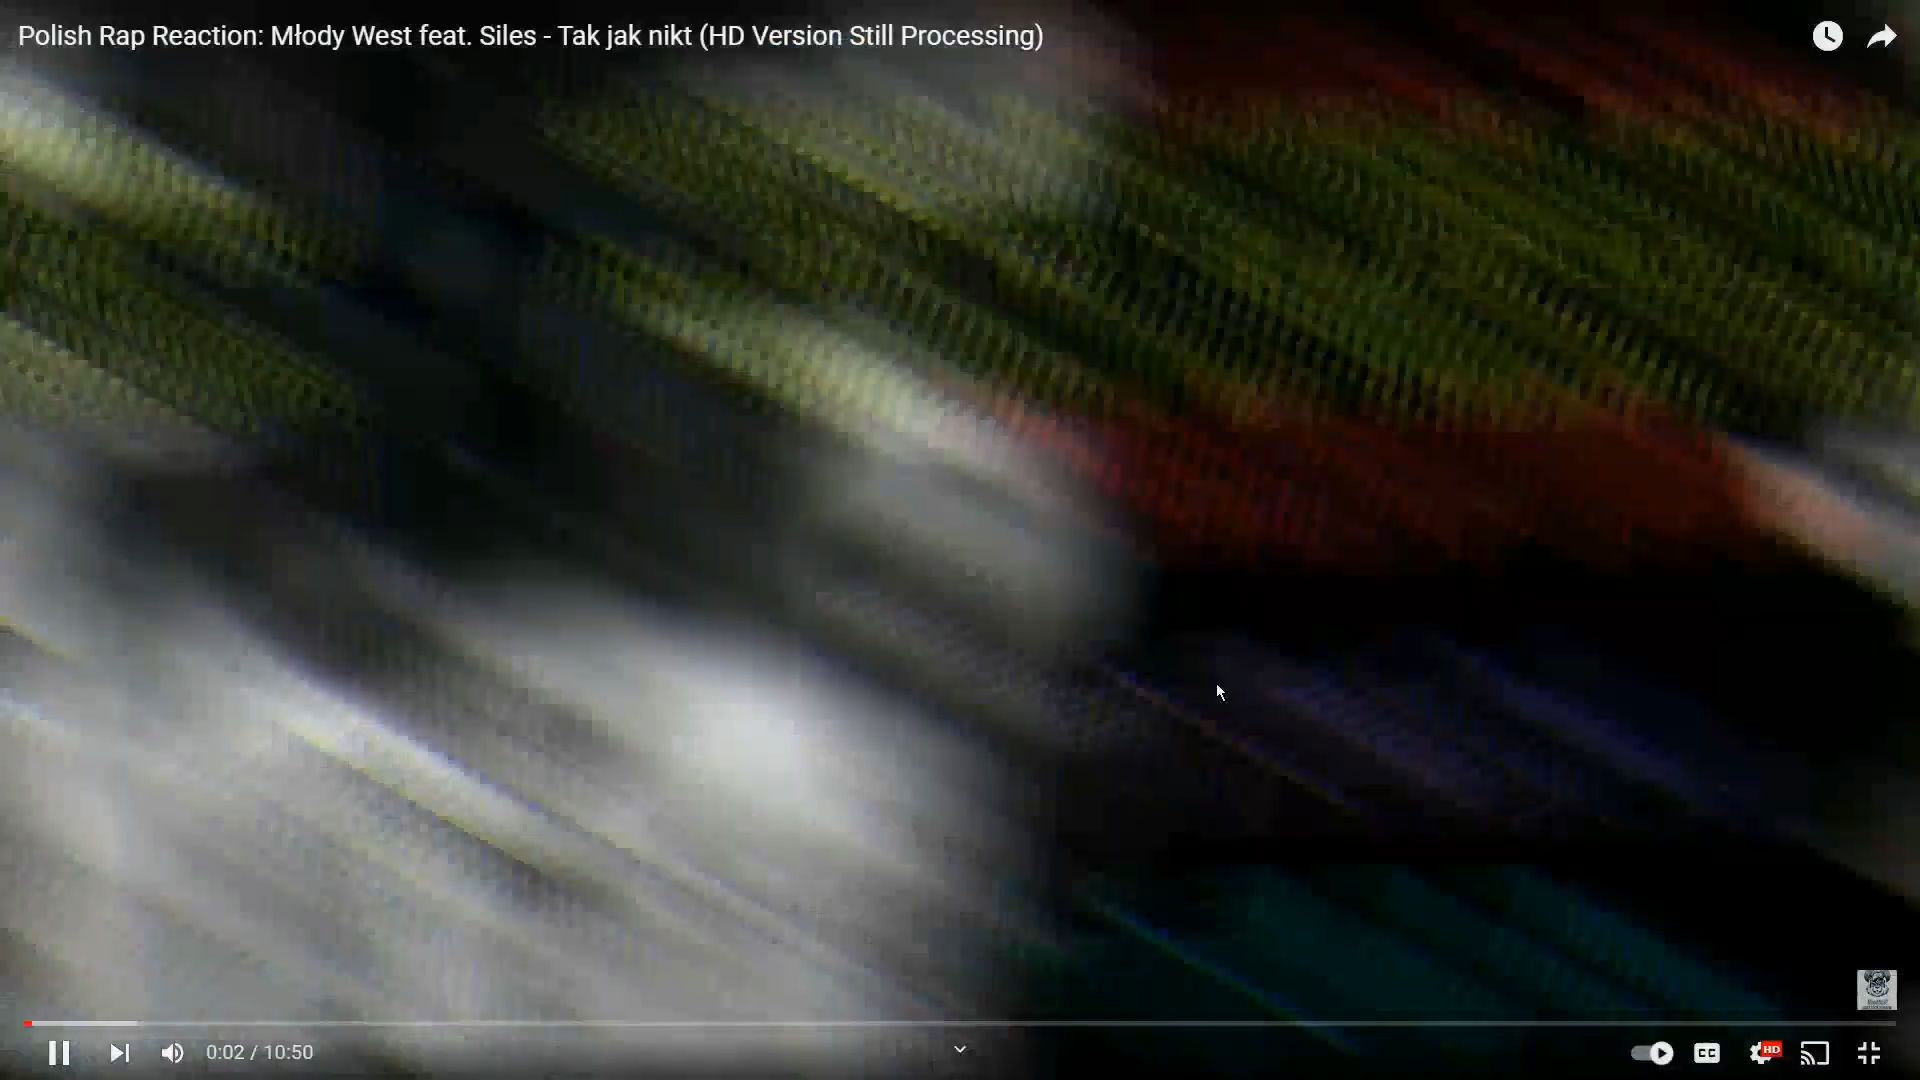 Polish Rap Reaction: Młody West feat. Siles - Tak jak nikt (HD Version Still Processing)
0:02 / 10:50
CC
HD